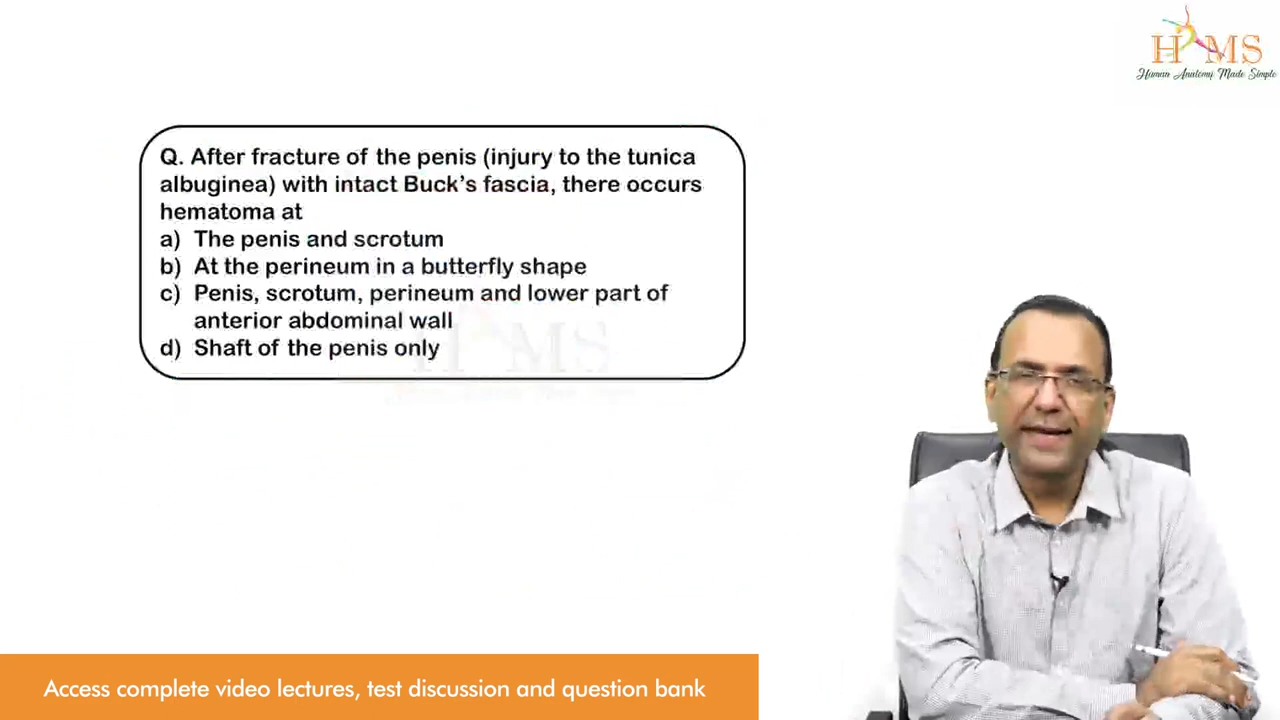 H MS
Human Anatomy Made Simple
Q. After fracture of the penis (injury to the tunica
albuginea) with intact Buck's fascia, there occurs
hematoma at
a) The penis and scrotum
b) At the perineum in a butterfly shape
c) Penis, scrotum, perineum and lower part of
anterior abdominal wall
d) Shaft of the penis only
H MS
Access complete video lectures, test discussion and question bank